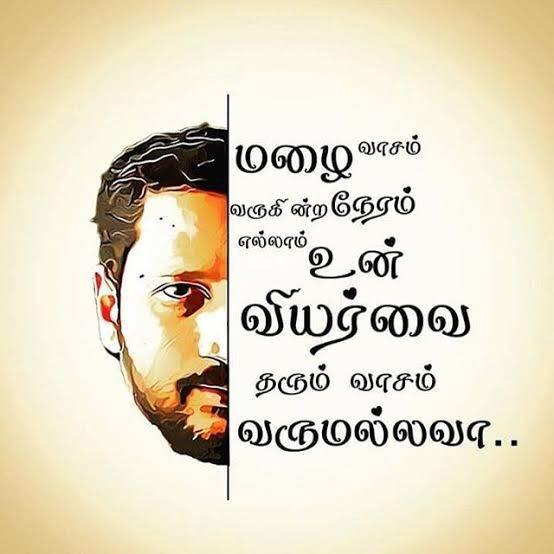 மழை வாசம்
வருகின்ற நேரம்
எல்லாம் உன்
வியர்வை
தரும் வாசம்
வருமல்லவா..